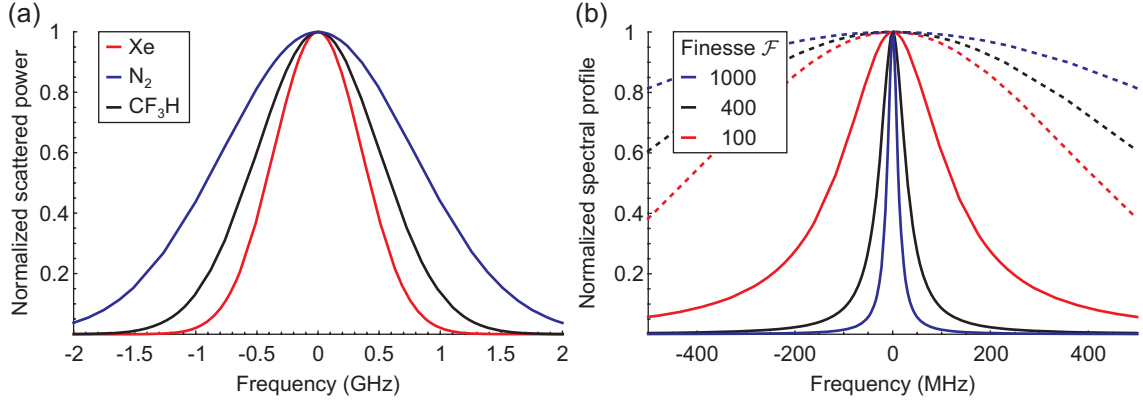 (a)
Normalized scattered power
1
0.8
0.6
0.4
0.2
Xe
N₂
CF₃H
-2
-1
-0.5
0
0.5
1
1.5
2
Frequency (GHz)
(b)
Normalized spectral profile
1
0.8
0.6
0.4
0.2
Finesse ℱ
1000
400
100
-400
-200
0
200
400
Frequency (MHz)